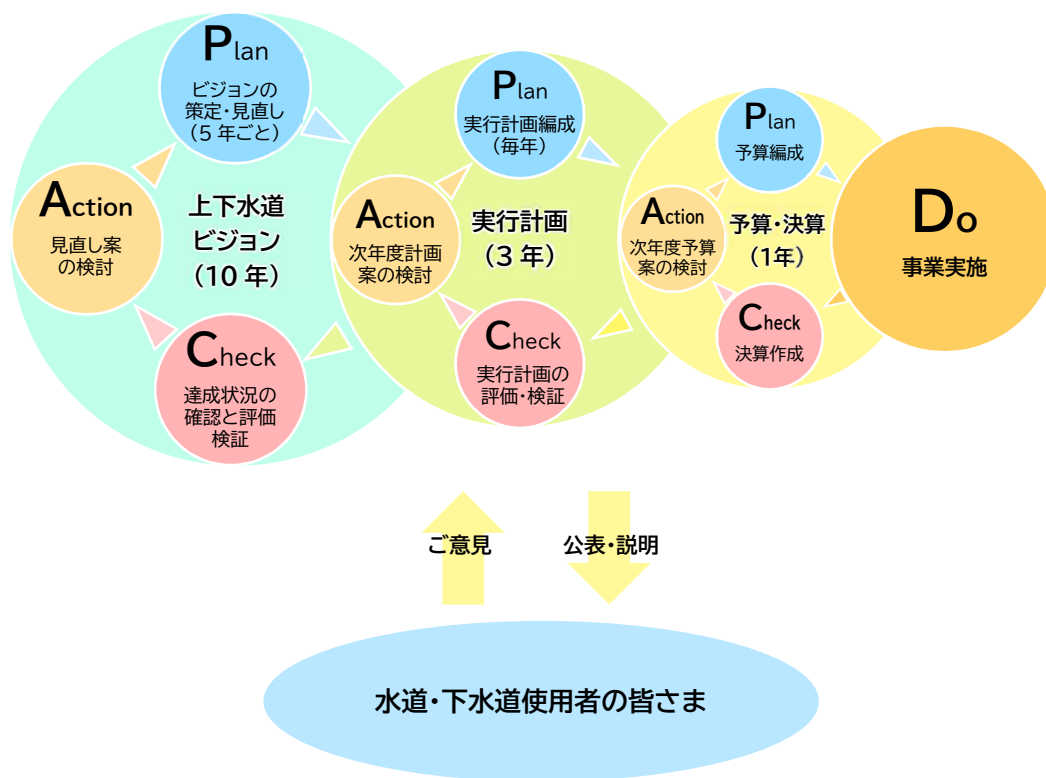 Plan
ビジョンの
策定・見直し
(5年ごと)
Action
見直し案
の検討
上下水道
ビジョン
(10年)
Check
達成状況の
確認と評価
検証
Plan
実行計画編成
(毎年)
Action
次年度計画
案の検討
実行計画
(3年)
Check
実行計画の
評価・検証
Plan
予算編成
Action
次年度予算
案の検討
予算・決算
(1年)
Check
決算作成
Do
事業実施
ご意見
公表・説明
水道・下水道使用者の皆さま